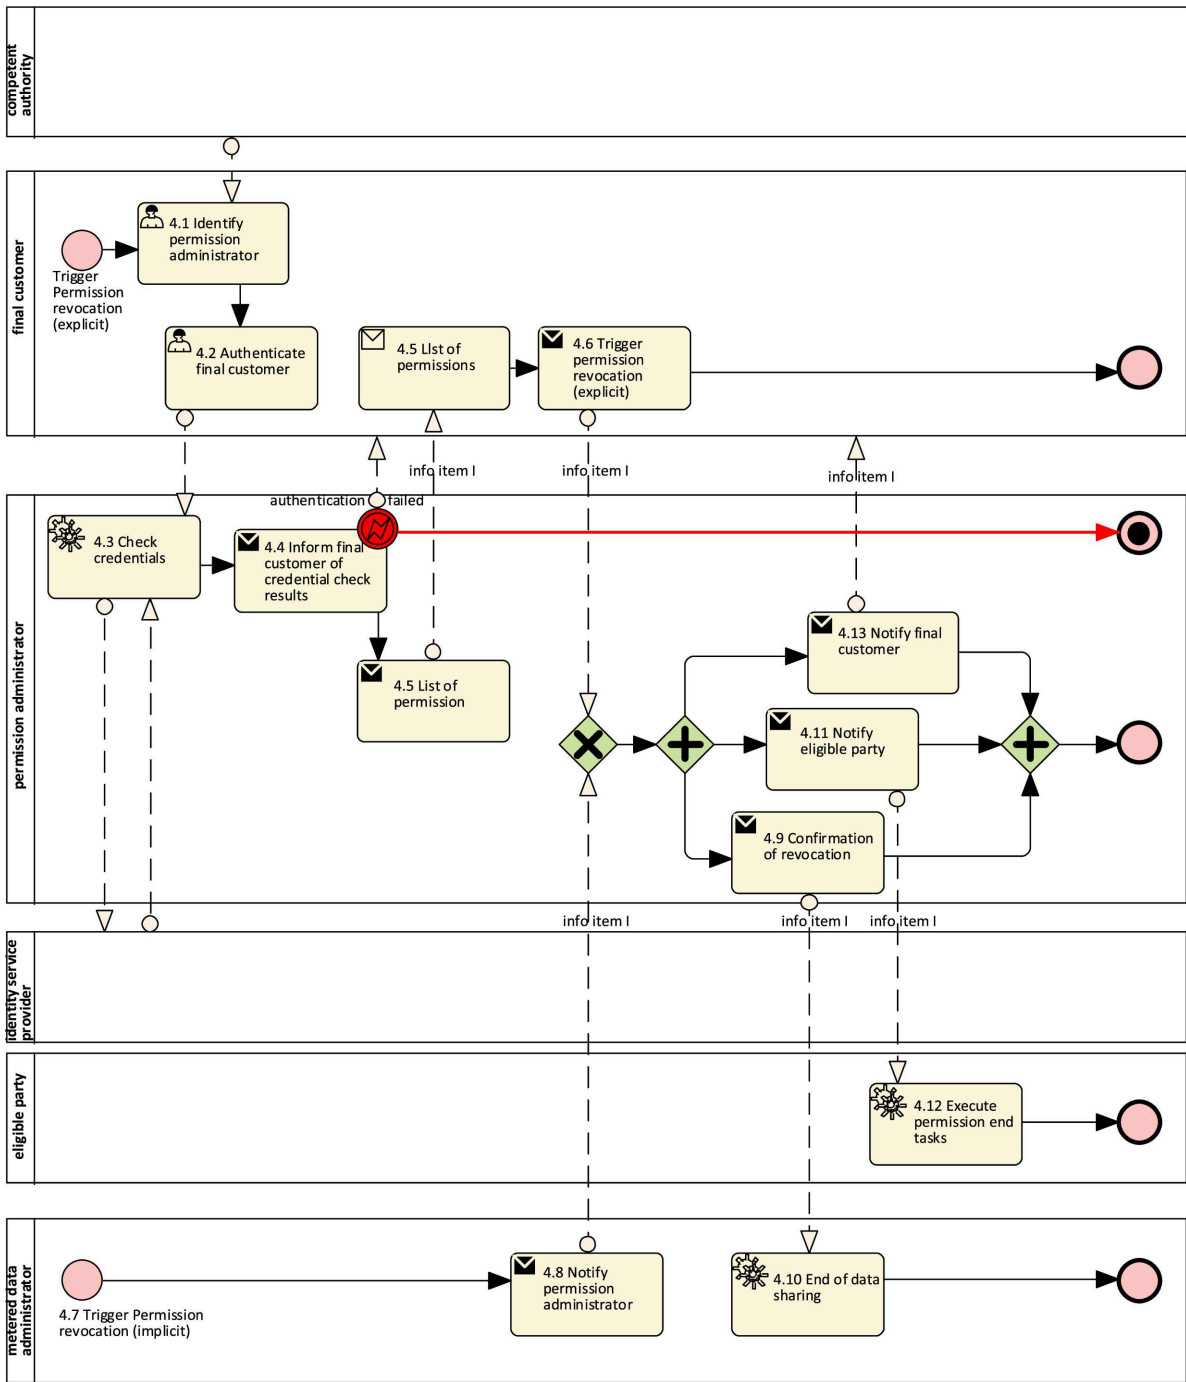 competent
authority
final customer
4.1 Identify
permission
administrator
Trigger
Permission
revocation
(explicit)
4.2 Authenticate
final customer
4.5 LIst of
permissions
4.6 Trigger
permission
revocation
(explicit)
info item I
info item I
info item I
permission administrator
authentication failed
4.3 Check
credentials
4.4 Inform final
customer of
credential check
results
4.5 List of
permission
4.13 Notify final
customer
4.11 Notify
eligible party
4.9 Confirmation
of revocation
info item I
info item I
info item I
identity service
provider
eligible party
4.12 Execute
permission end
tasks
metered data
administrator
4.7 Trigger Permission
revocation (implicit)
4.8 Notify
permission
administrator
4.10 End of data
sharing